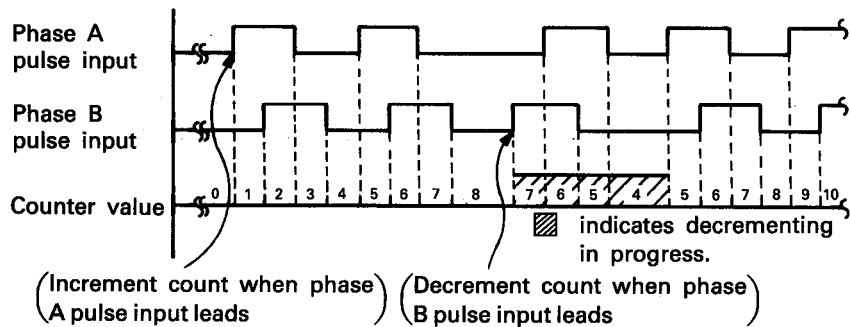 Phase A
pulse input
Phase B
pulse input
Counter value
0 1 2 3 4 5 6 7 8 7 6 5 4 5 6 7 8 9 10
indicates decrementing
in progress.
(Increment count when phase
A pulse input leads)
(Decrement count when phase
B pulse input leads)